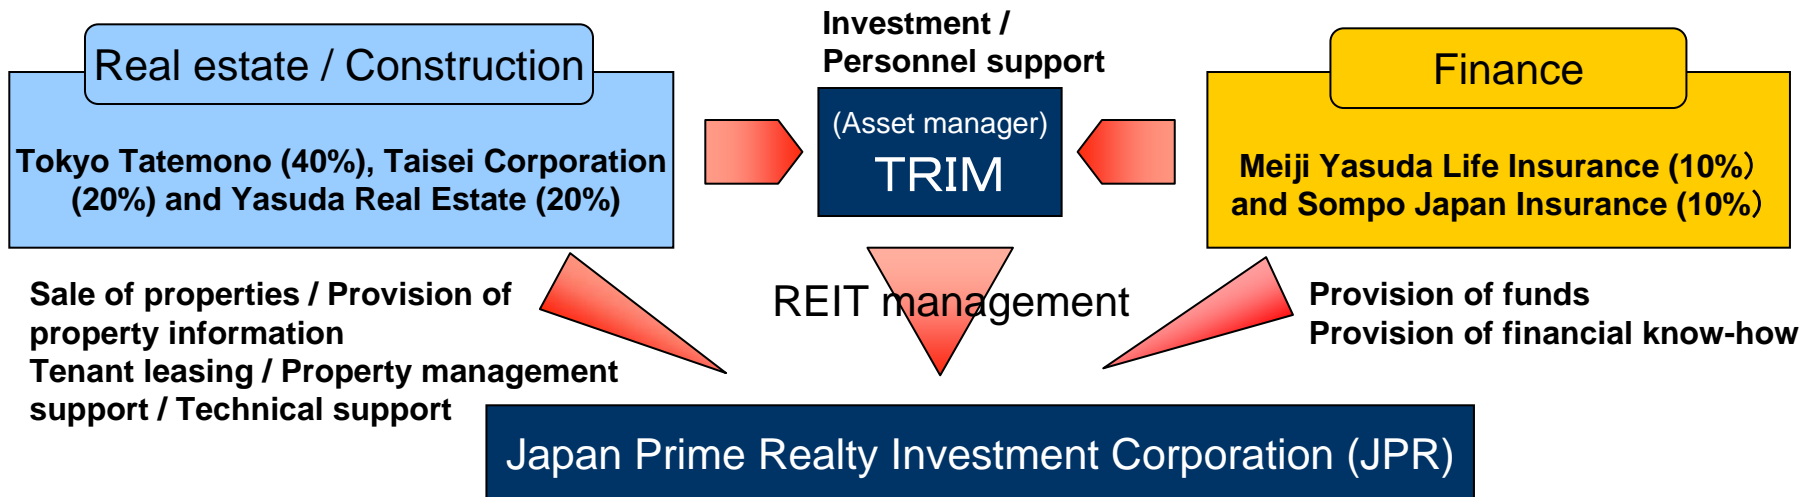 Investment /
Personnel support
Real estate / Construction
Tokyo Tatemono (40%), Taisei Corporation
(20%) and Yasuda Real Estate (20%)
(Asset manager)
TRIM
Finance
Meiji Yasuda Life Insurance (10%）
and Sompo Japan Insurance (10%）
Sale of properties / Provision of
property information
Tenant leasing / Property management
support / Technical support
REIT management
Provision of funds
Provision of financial know-how
Japan Prime Realty Investment Corporation (JPR)